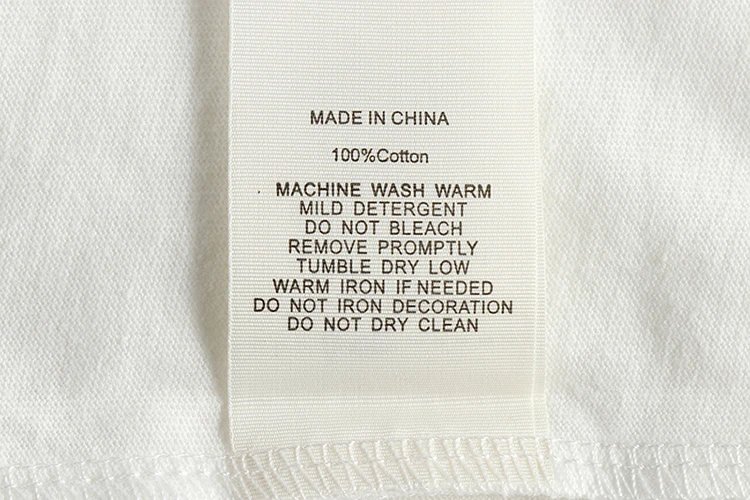 MADE IN CHINA
100%Cotton
MACHINE WASH WARM
MILD DETERGENT
DO NOT BLEACH
REMOVE PROMPTLY
TUMBLE DRY LOW
WARM IRON IF NEEDED
DO NOT IRON DECORATION
DO NOT DRY CLEAN